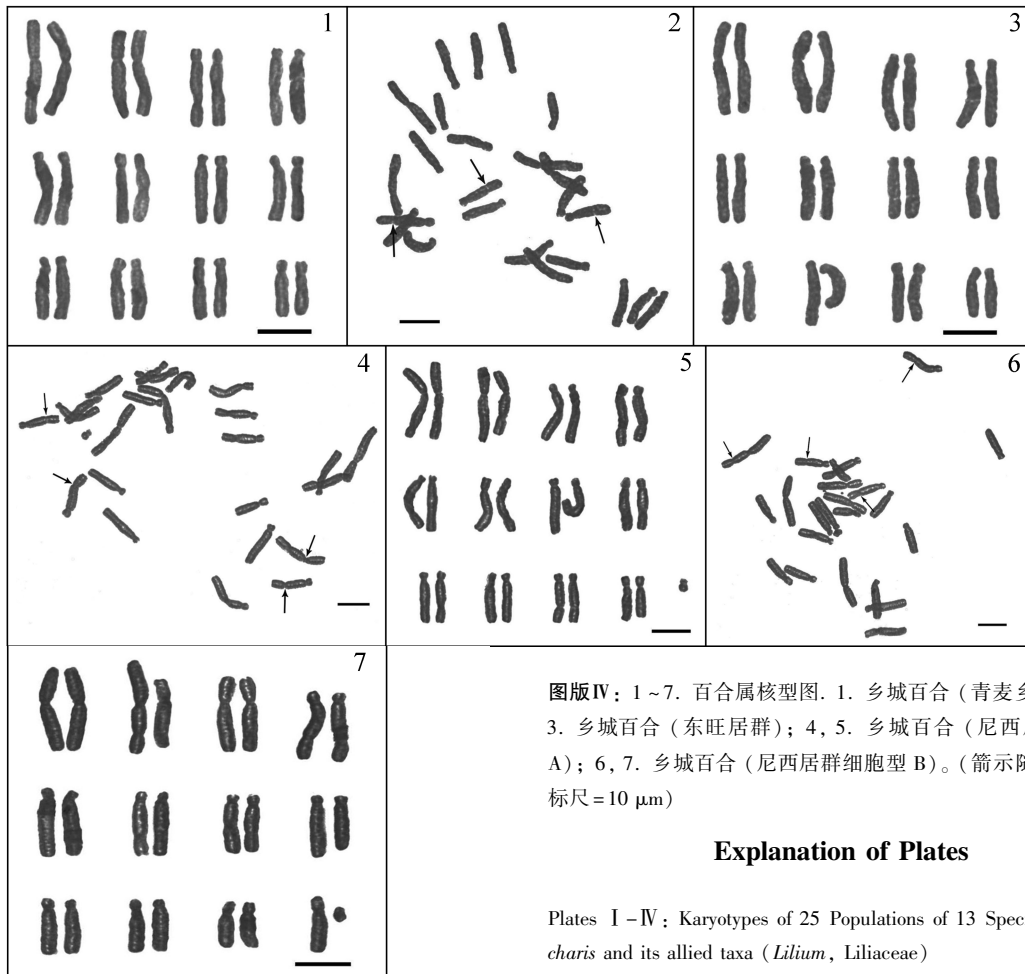 1
2
3
4
5
6
7
图版Ⅳ: 1 ~ 7. 百合属核型图. 1. 乡城百合 (青麦乡
3. 乡城百合 (东旺居群); 4, 5. 乡城百合 (尼西
A); 6, 7. 乡城百合 (尼西居群细胞型 B)。(箭示随
标尺 = 10 μm)
Explanation of Plates
Plates Ⅰ - Ⅳ: Karyotypes of 25 Populations of 13 Spec
charis and its allied taxa (Lilium, Liliaceae)